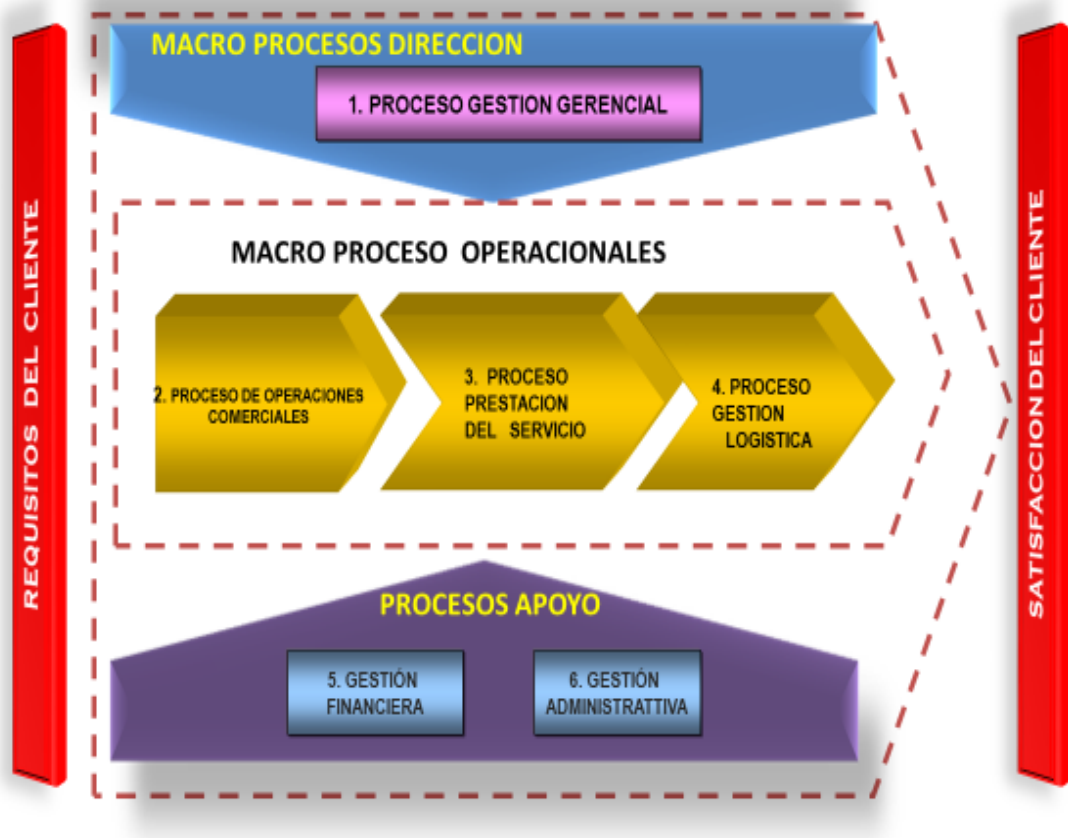 MACRO PROCESOS DIRECCION
1. PROCESO GESTION GERENCIAL
REQUISITOS DEL CLIENTE
MACRO PROCESO OPERACIONALES
2. PROCESO DE OPERACIONES
COMERCIALES
3. PROCESO
PRESTACION
DEL SERVICIO
4. PROCESO
GESTION
LOGISTICA
PROCESOS APOYO
5. GESTIÓN
FINANCIERA
6. GESTIÓN
ADMINISTRATTIVA
SATISFACCION DEL CLIENTE